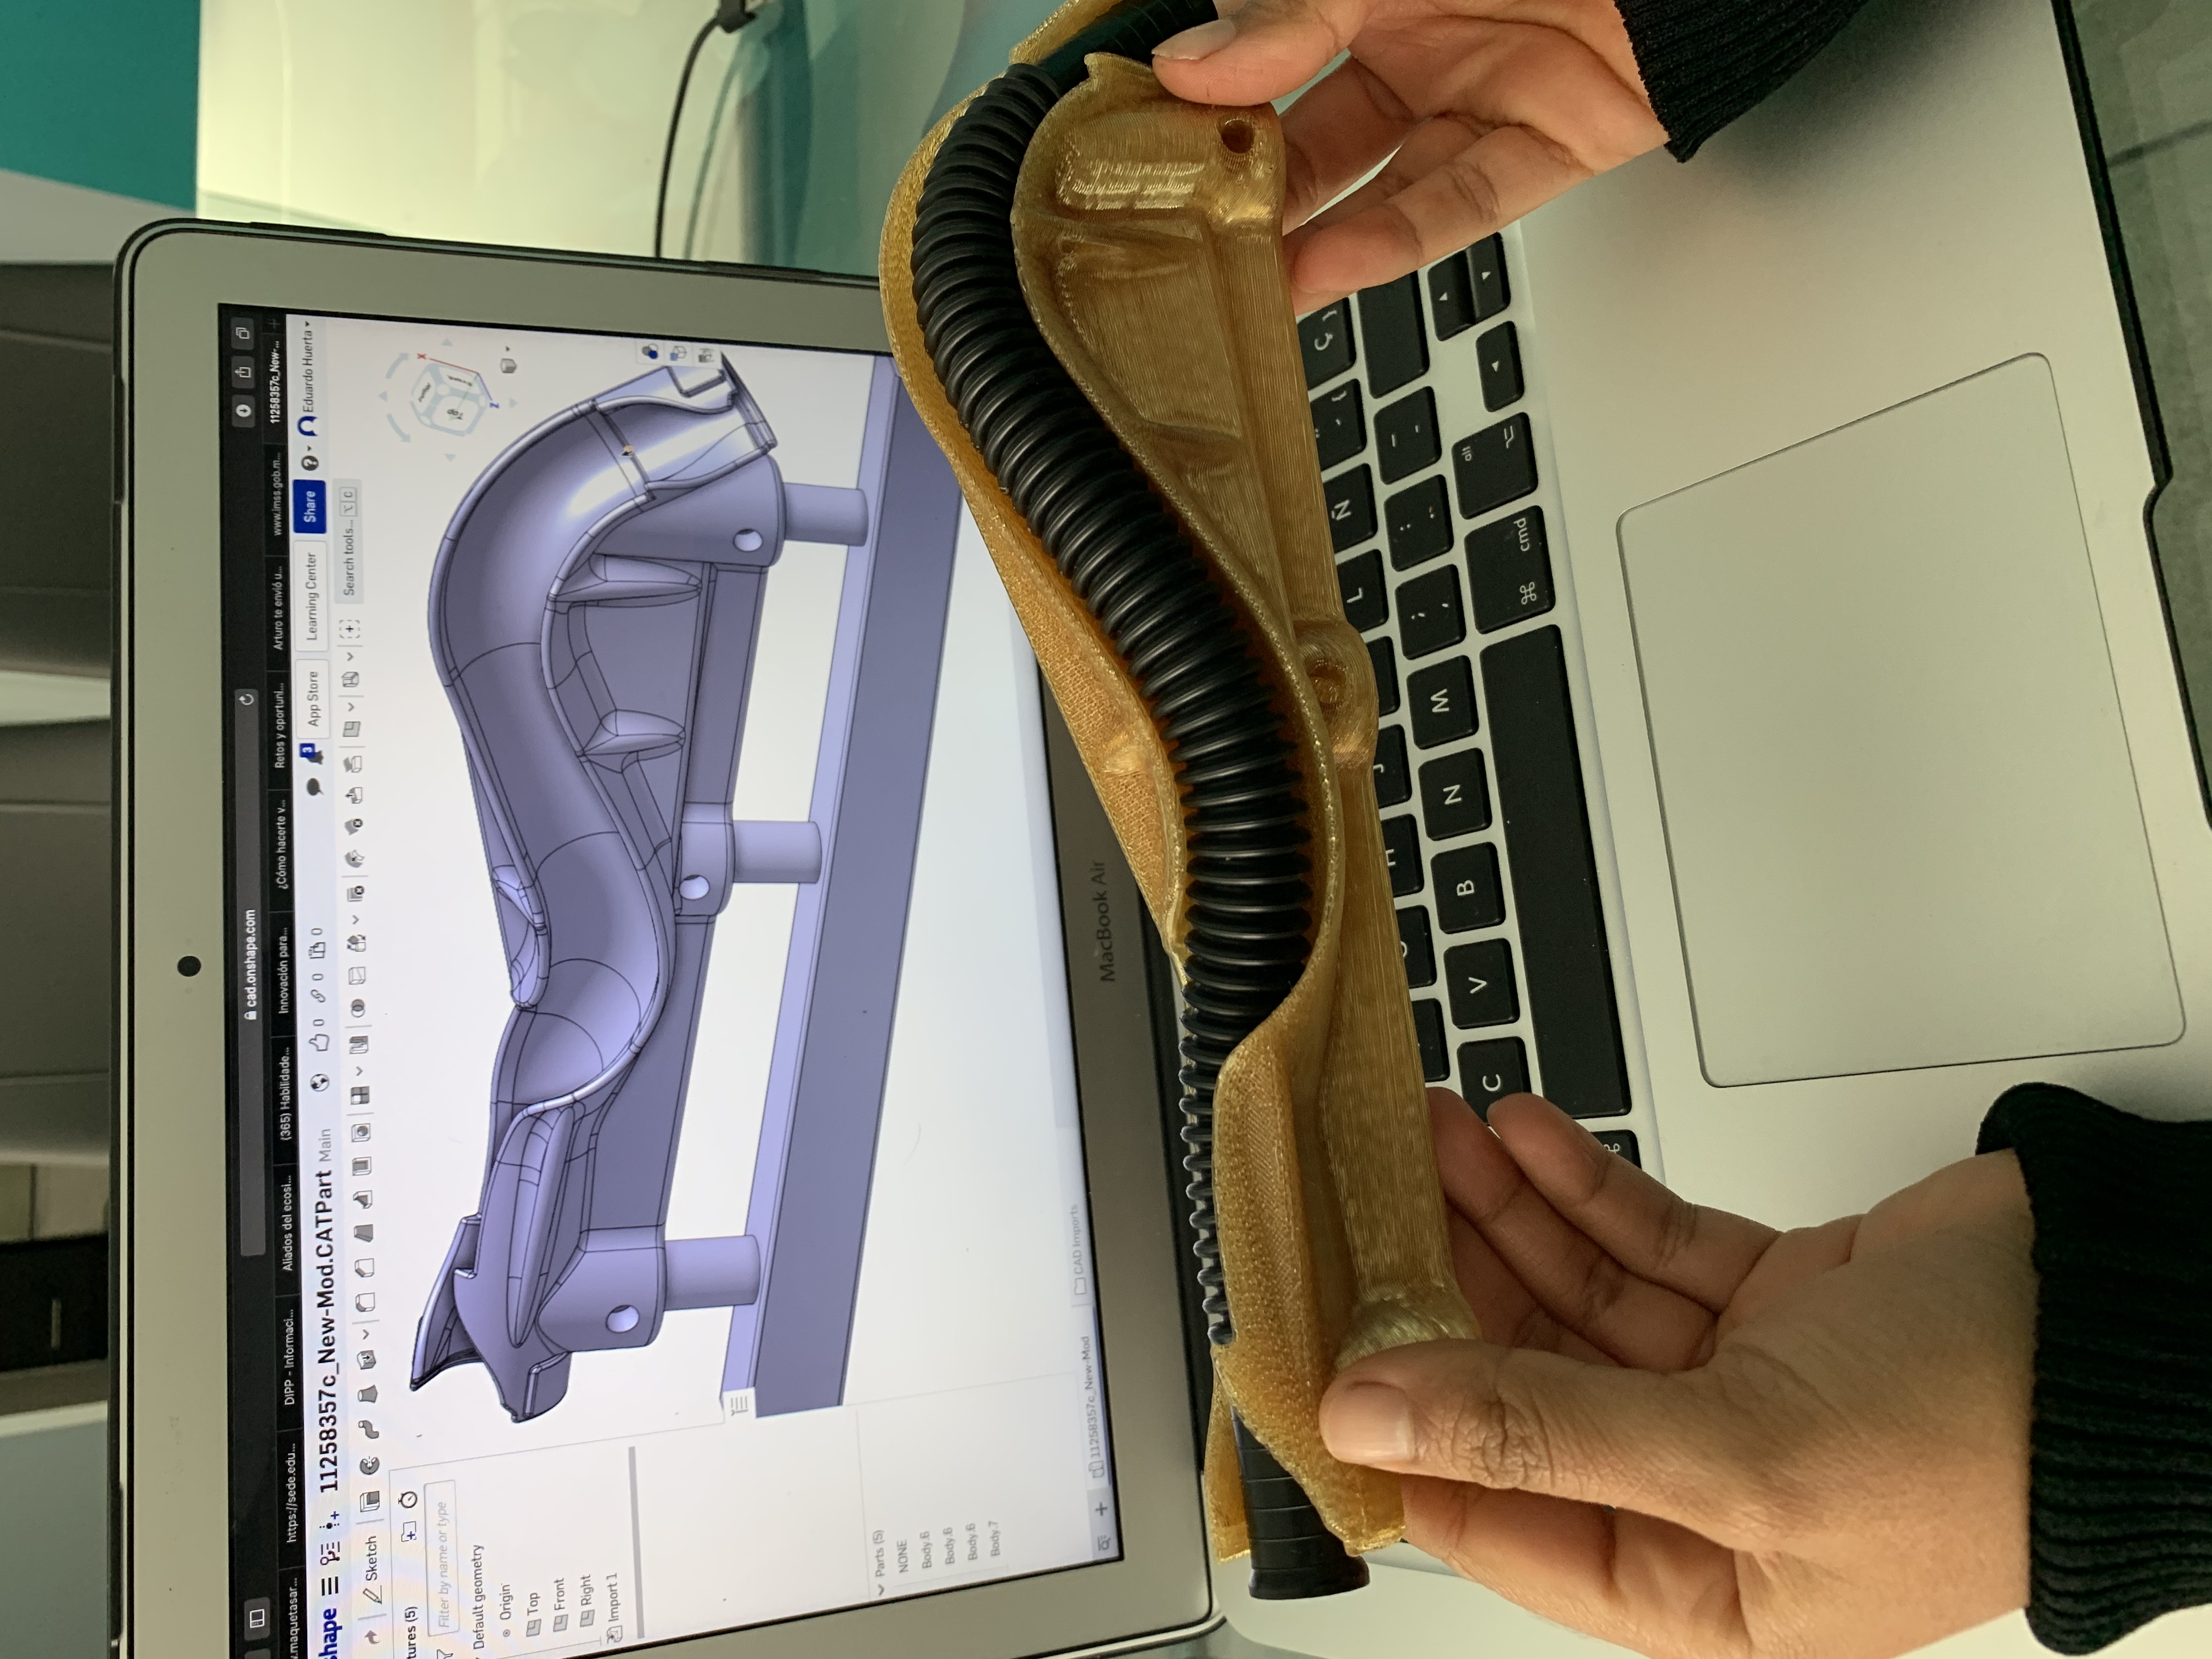 cad.onshape.com
.maquetasar... https://sede.edu... DIPP - Informaci... Aliados del ecosi... (365) Habilidade... Innovación para... ¿Cómo hacerte v... Retos y oportuni... Arturo te envió u... www.imss.gob.m... 11258357c_New-...
shape 11258357c_New-Mod.CATPart Main 0 0 0 3 App Store Learning Center Share ? Eduardo Huerta
Sketch Search tools... ⌥ C
tures (5)
Filter by name or type
Default geometry
Origin
Top
Front
Right
Import 1
X
Top
Z
Parts (5)
NONE
Body.6
Body.6
Body.6
Body.7
11258357c_New-Mod CAD Imports
MacBook Air
H J L Ñ Ç
C V B N M ; , : . - _
⌘ cmd alt ⌥